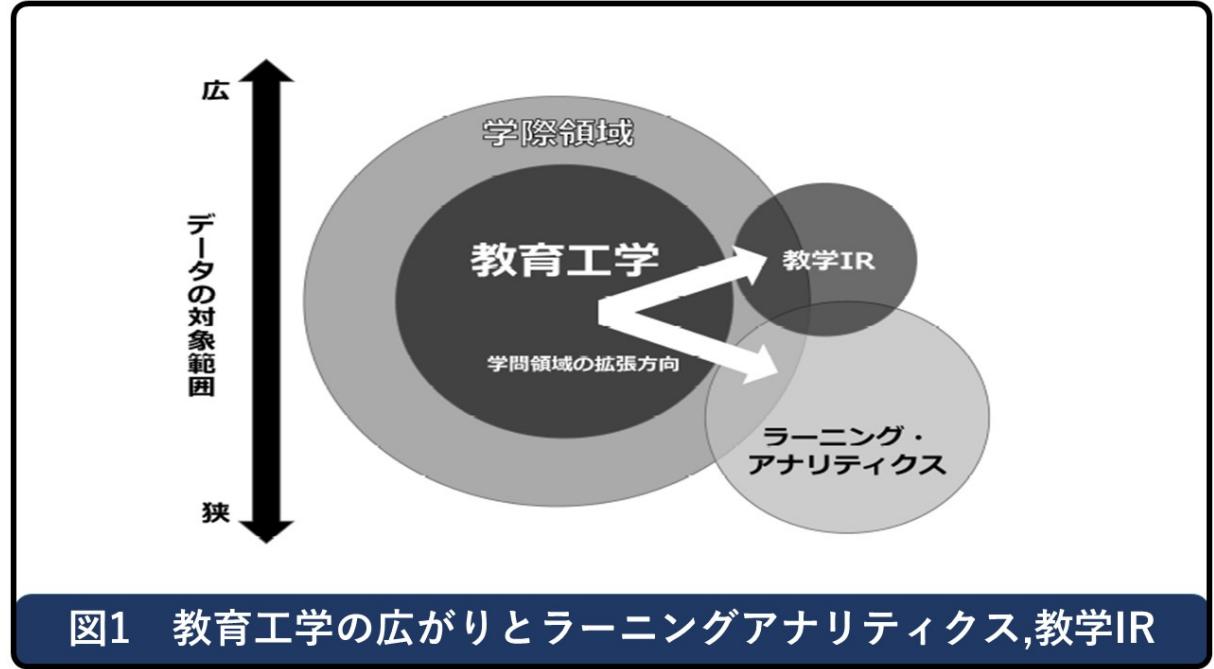 広
学際領域
データの対象範囲
教育工学
教学IR
学問領域の拡張方向
ラーニング・
アナリティクス
狭
図1　教育工学の広がりとラーニングアナリティクス,教学IR